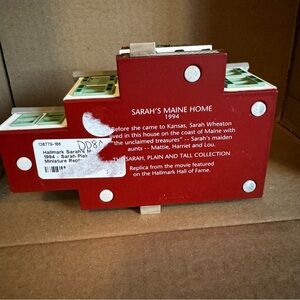 SARAH'S MAINE HOME
1994
Before she came to Kansas, Sarah Wheaton
lived in this house on the coast of Maine with
"the unclaimed treasures" -- Sarah's maiden
aunts -- Mattie, Harriet and Lou.
SARAH, PLAIN AND TALL COLLECTION
Replica from the movie featured
on the Hallmark Hall of Fame.
138779-166
Hallmark Sarah's M
1994 - Sarah Plai
Miniature Repl